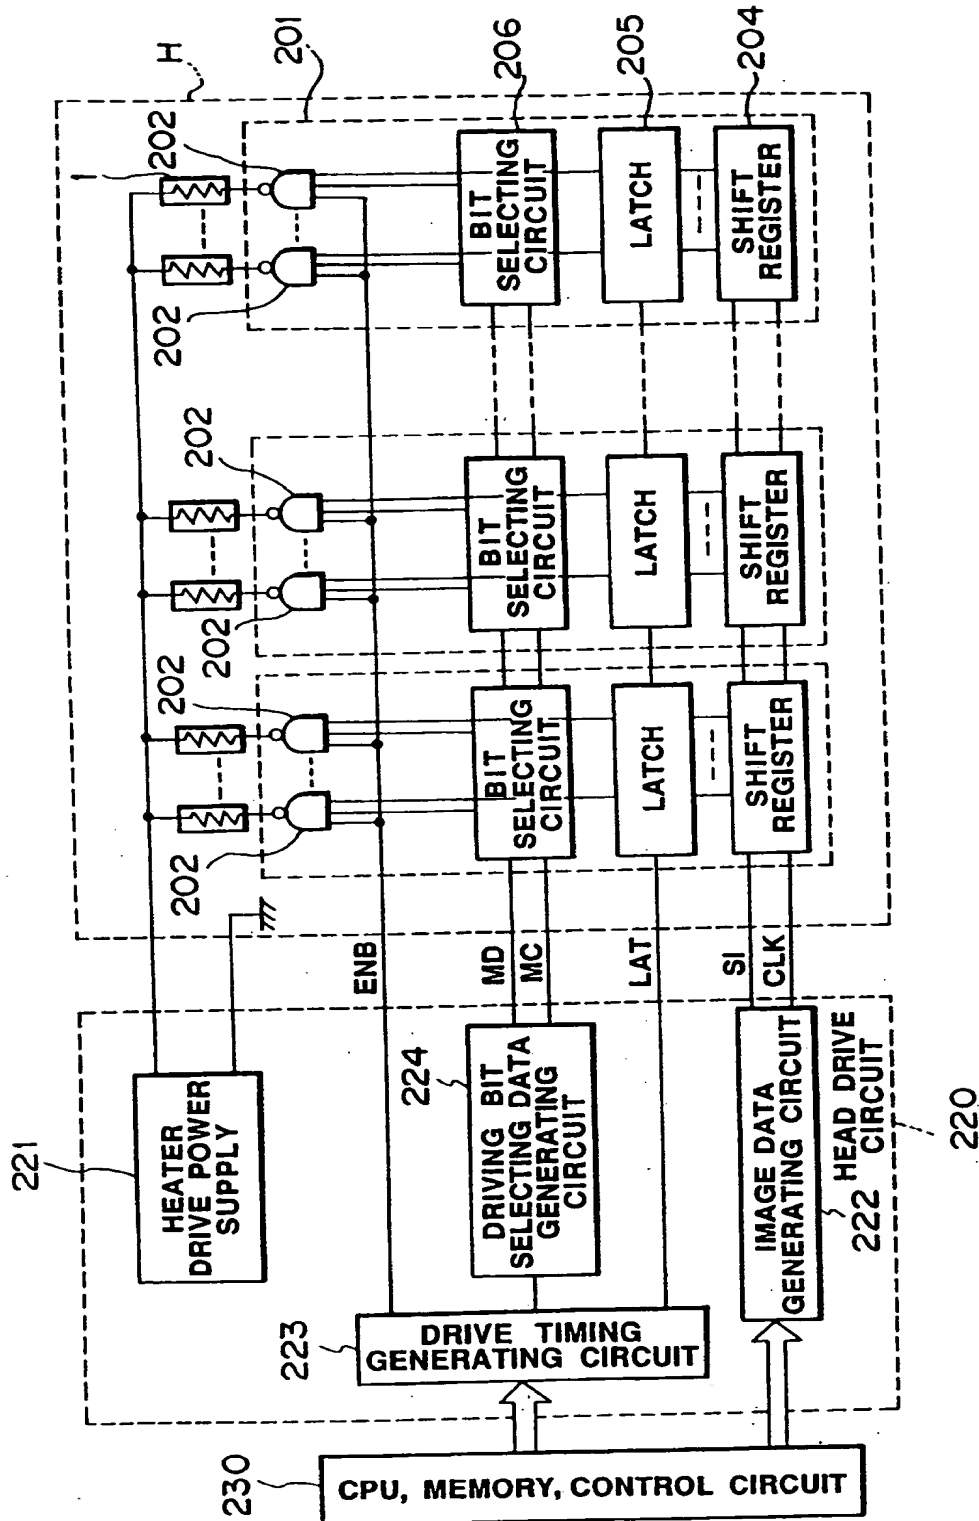 H
201
202
202
202
202
202
202
202
1
206
205
204
BIT
SELECTING
CIRCUIT
LATCH
SHIFT
REGISTER
BIT
SELECTING
CIRCUIT
LATCH
SHIFT
REGISTER
BIT
SELECTING
CIRCUIT
LATCH
SHIFT
REGISTER
ENB
MD
MC
LAT
SI
CLK
221
HEATER
DRIVE POWER
SUPPLY
224
DRIVING BIT
SELECTING DATA
GENERATING
CIRCUIT
223
DRIVE TIMING
GENERATING CIRCUIT
IMAGE DATA
GENERATING CIRCUIT
222
HEAD DRIVE
CIRCUIT
220
230
CPU, MEMORY, CONTROL CIRCUIT